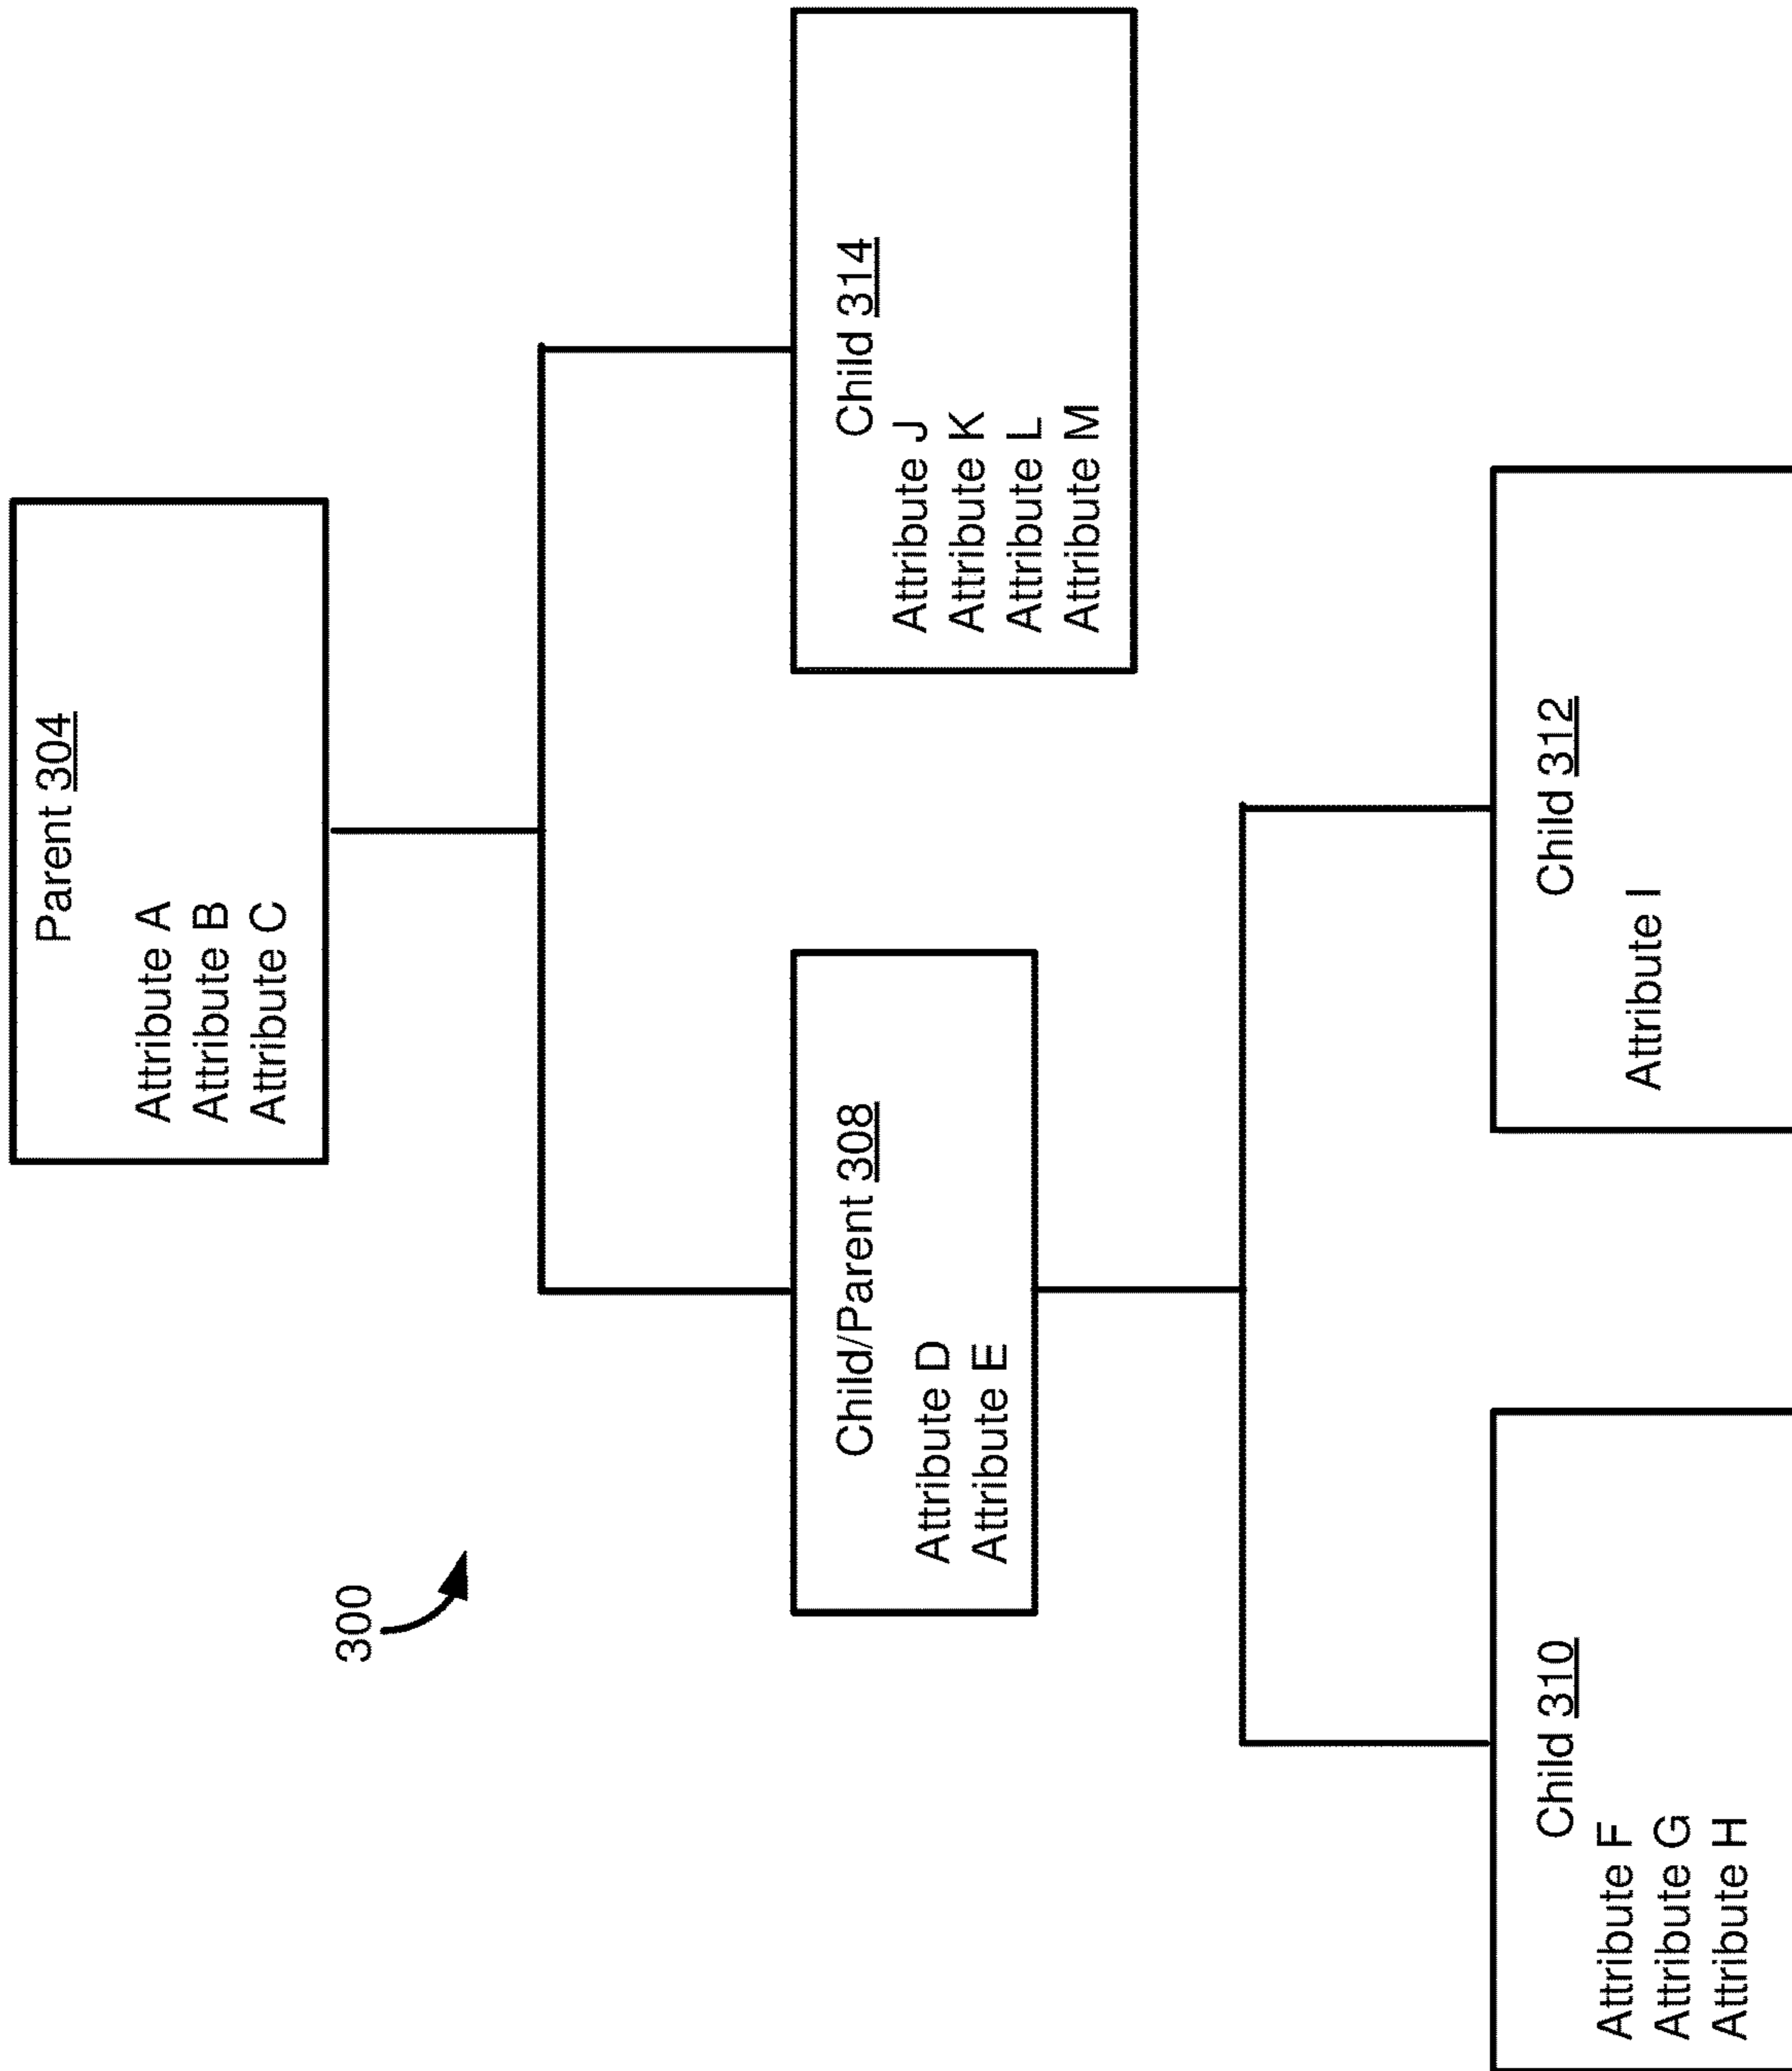 300
Parent 304
Attribute A
Attribute B
Attribute C
Child/Parent 308
Attribute D
Attribute E
Child 314
Attribute J
Attribute K
Attribute L
Attribute M
Child 310
Attribute F
Attribute G
Attribute H
Child 312
Attribute I